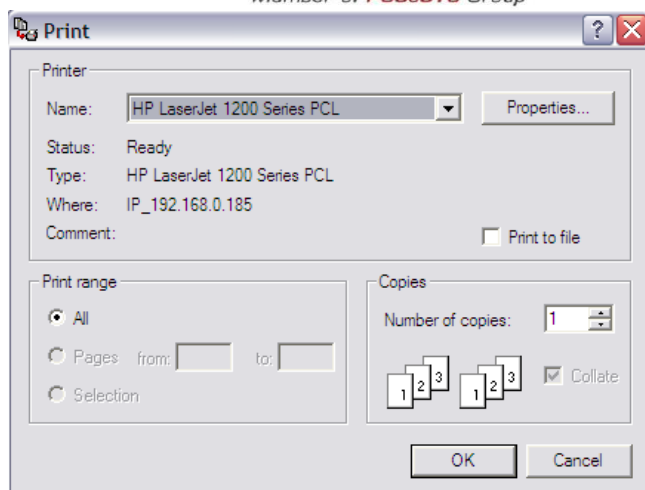 Group
Print
Printer
Name: HP LaserJet 1200 Series PCL Properties...
Status: Ready
Type: HP LaserJet 1200 Series PCL
Where: IP_192.168.0.185
Comment: Print to file
Print range
All
Pages from: to:
Selection
Copies
Number of copies: 1
1 2 3 1 2 3 Collate
OK Cancel